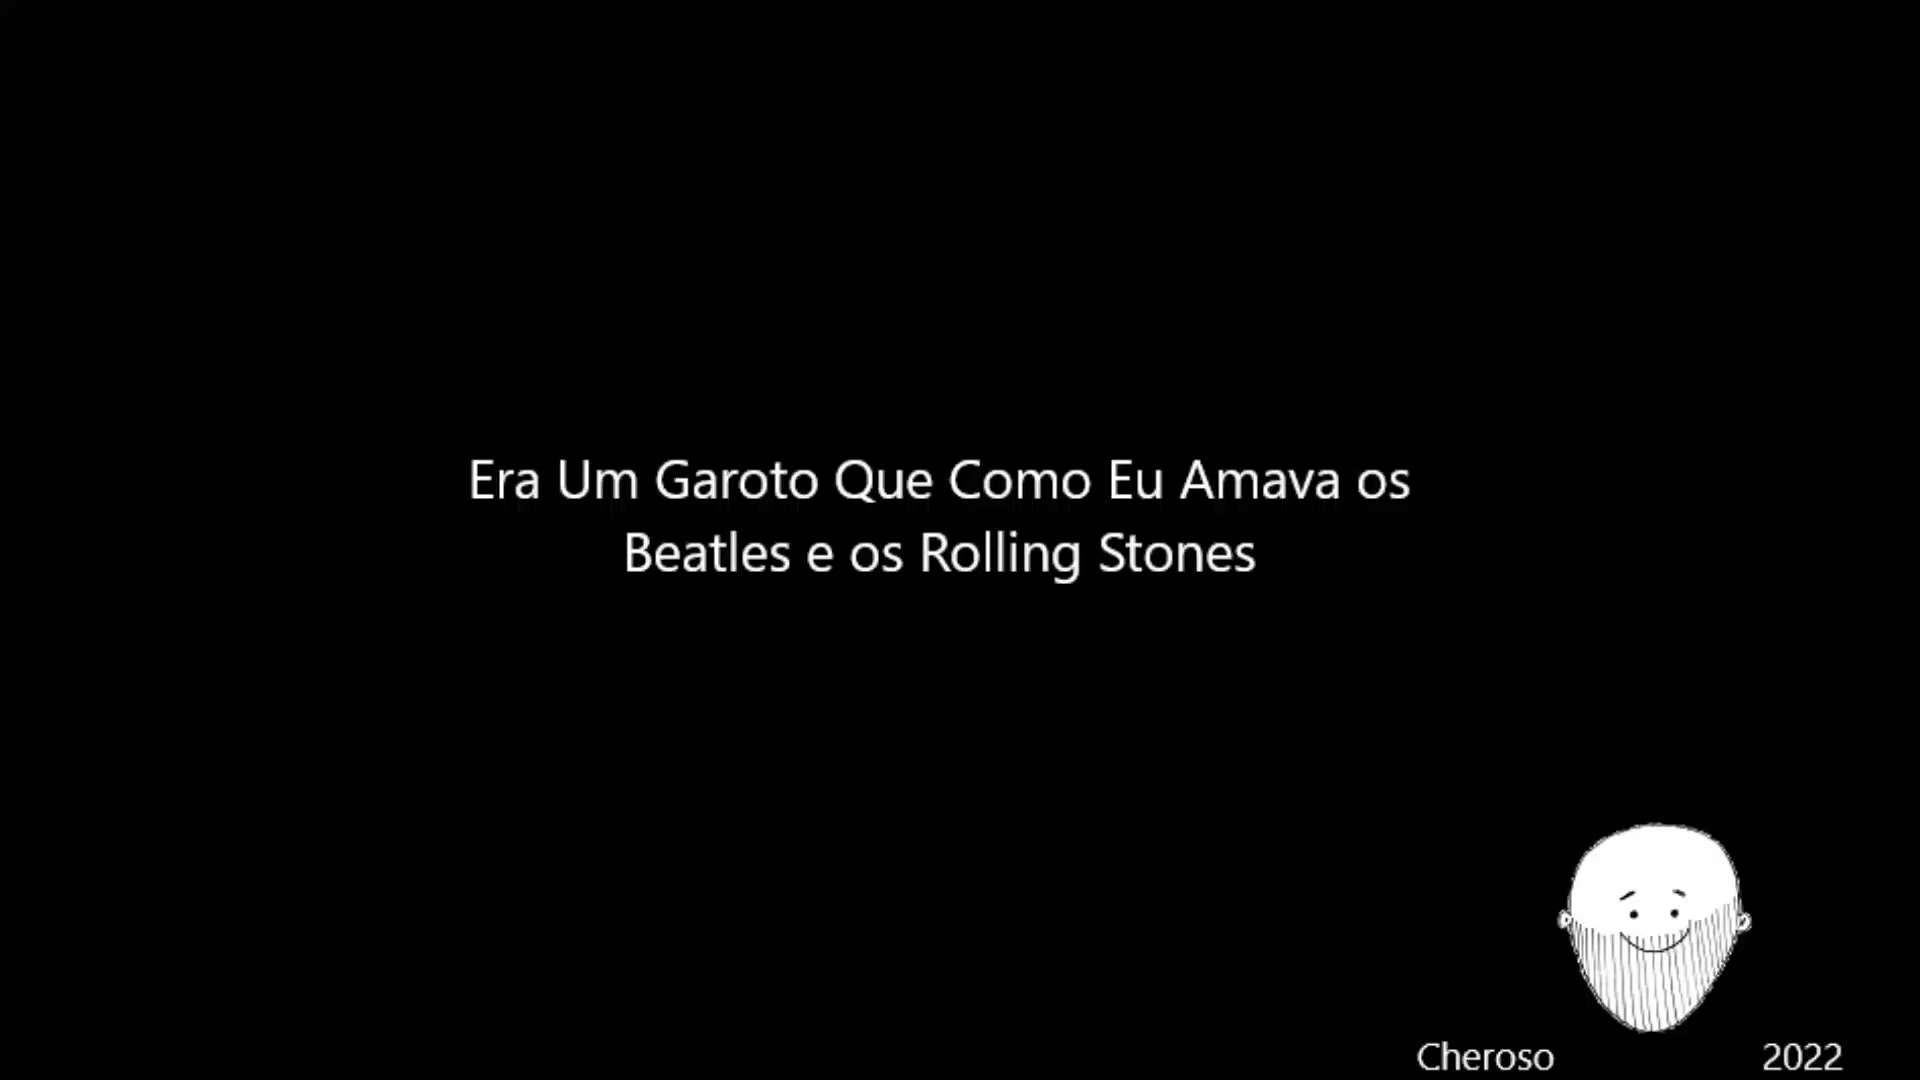 Era Um Garoto Que Como Eu Amava os
Beatles e os Rolling Stones
Cheroso 2022